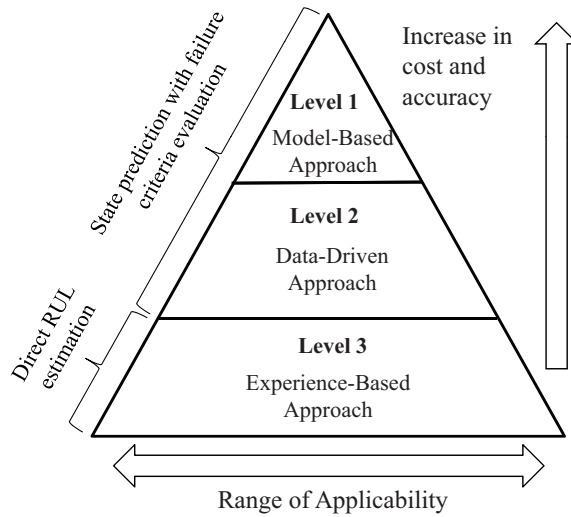 State prediction with failure
criteria evaluation
Direct RUL
estimation
Level 1
Model-Based
Approach
Level 2
Data-Driven
Approach
Level 3
Experience-Based
Approach
Increase in
cost and
accuracy
Range of Applicability